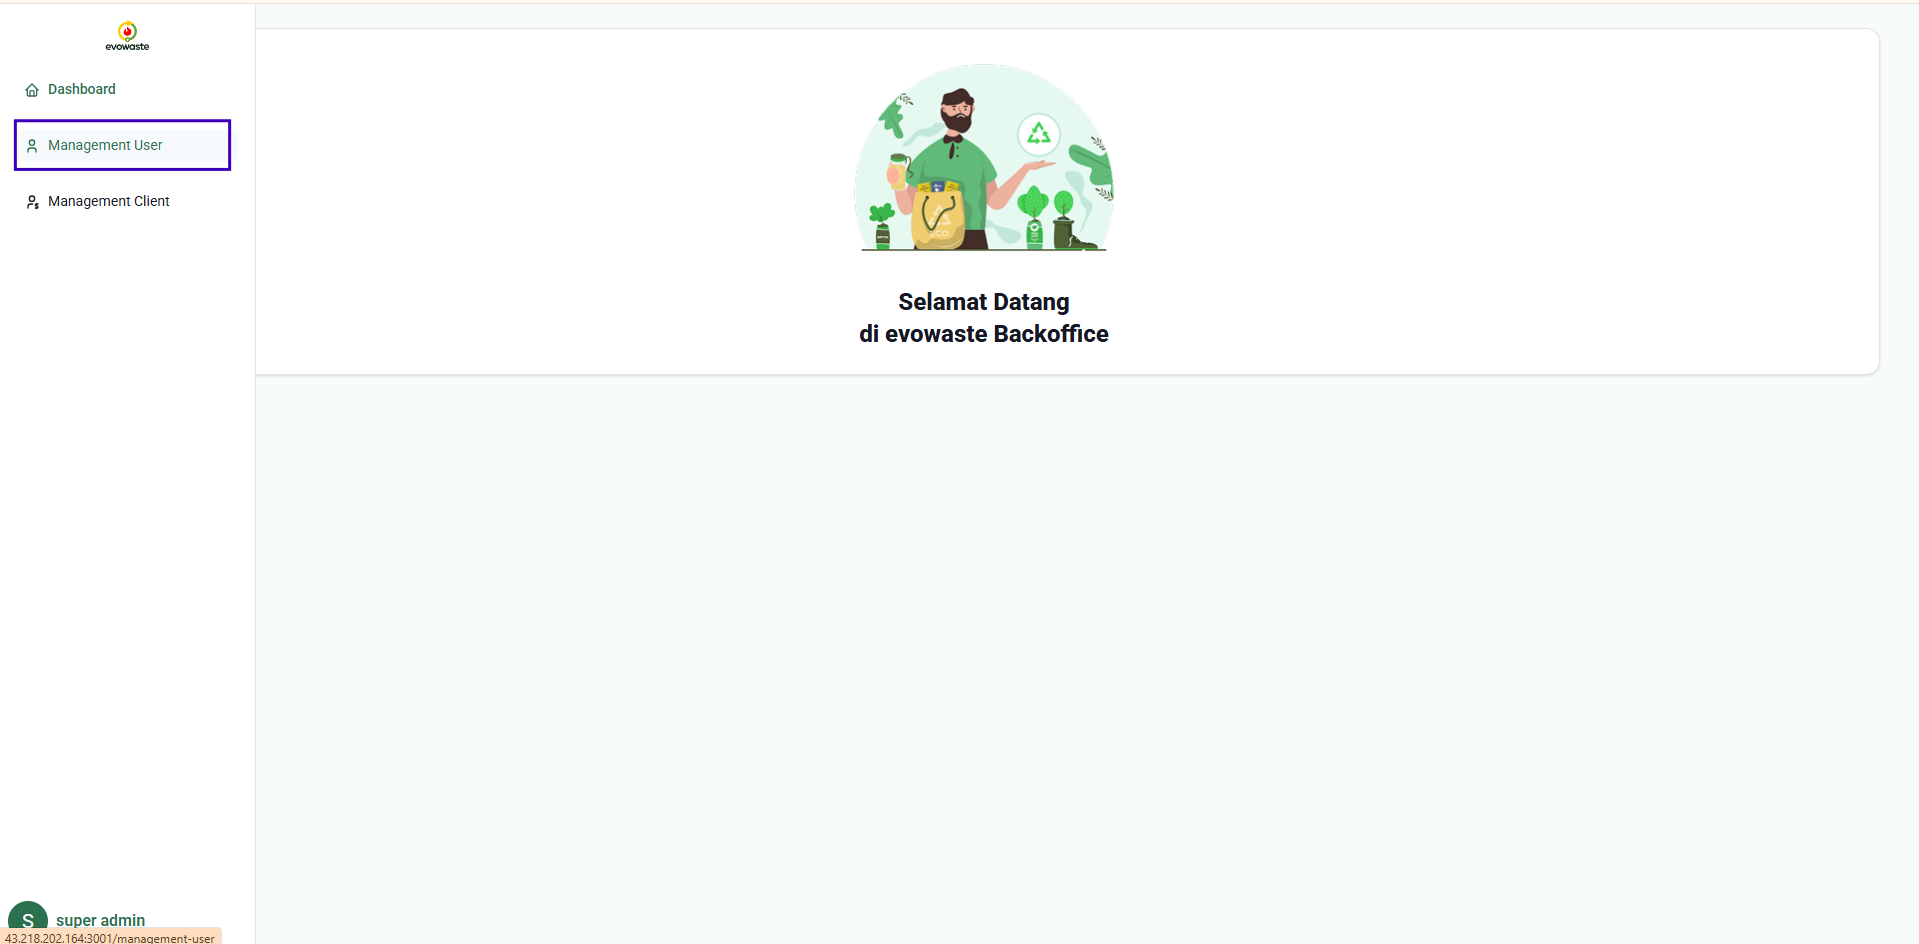 evowaste
Dashboard
Management User
Management Client
Selamat Datang
di evowaste Backoffice
S
super admin
43.218.202.164:3001/management-user